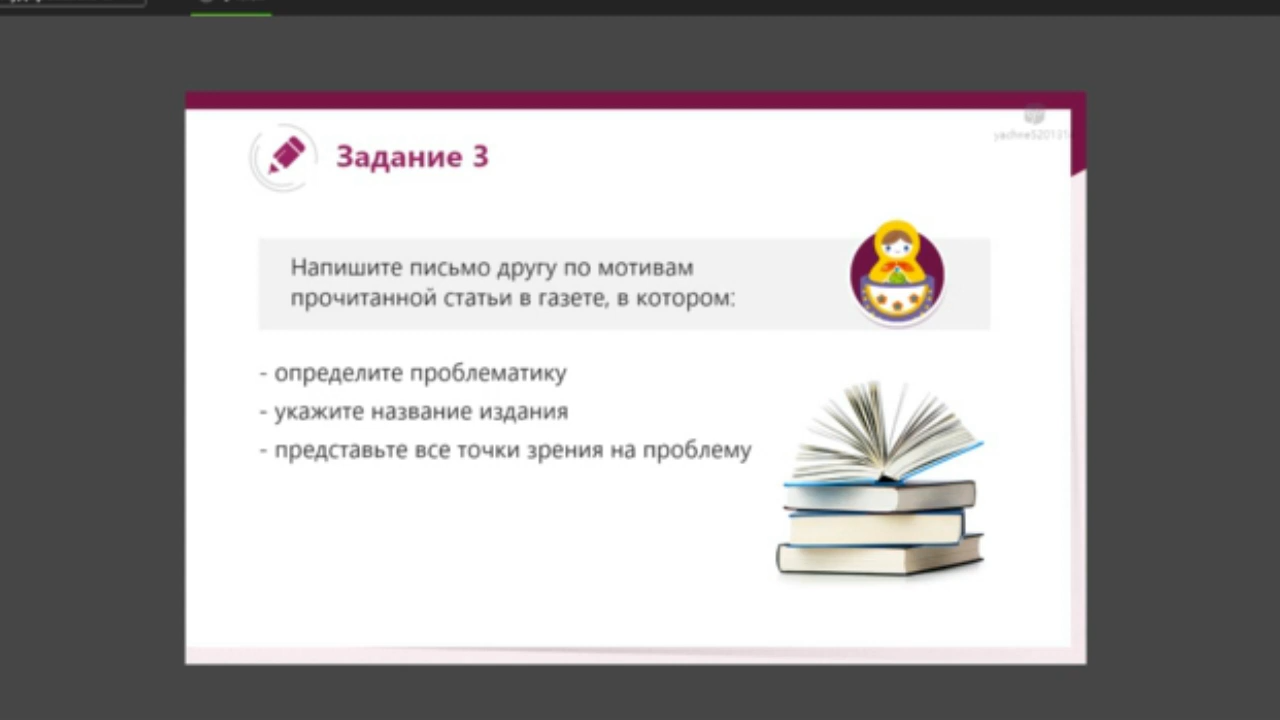 Задание 3
Напишите письмо другу по мотивам
прочитанной статьи в газете, в котором:
- определите проблематику
- укажите название издания
- представьте все точки зрения на проблему